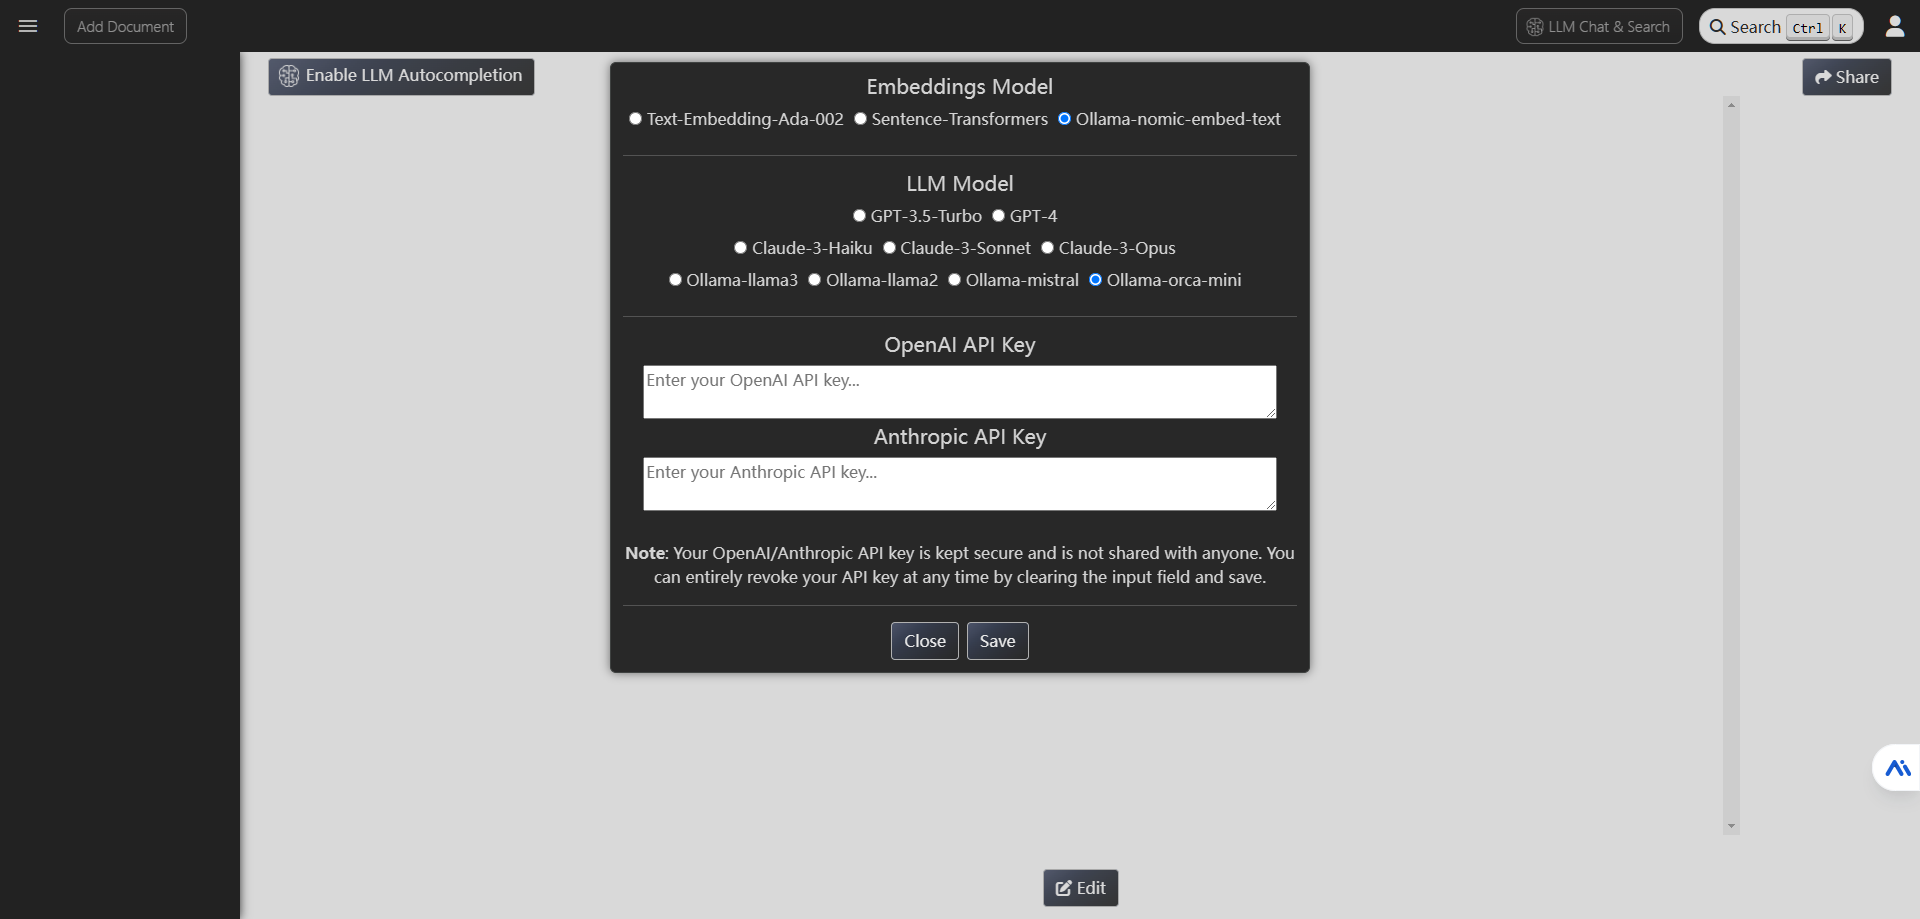 Add Document
LLM Chat & Search
Search Ctrl K
Enable LLM Autocompletion
Share
Embeddings Model
Text-Embedding-Ada-002 Sentence-Transformers Ollama-nomic-embed-text
LLM Model
GPT-3.5-Turbo GPT-4
Claude-3-Haiku Claude-3-Sonnet Claude-3-Opus
Ollama-llama3 Ollama-llama2 Ollama-mistral Ollama-orca-mini
OpenAI API Key
Enter your OpenAI API key...
Anthropic API Key
Enter your Anthropic API key...
Note: Your OpenAI/Anthropic API key is kept secure and is not shared with anyone. You
can entirely revoke your API key at any time by clearing the input field and save.
Close Save
Edit